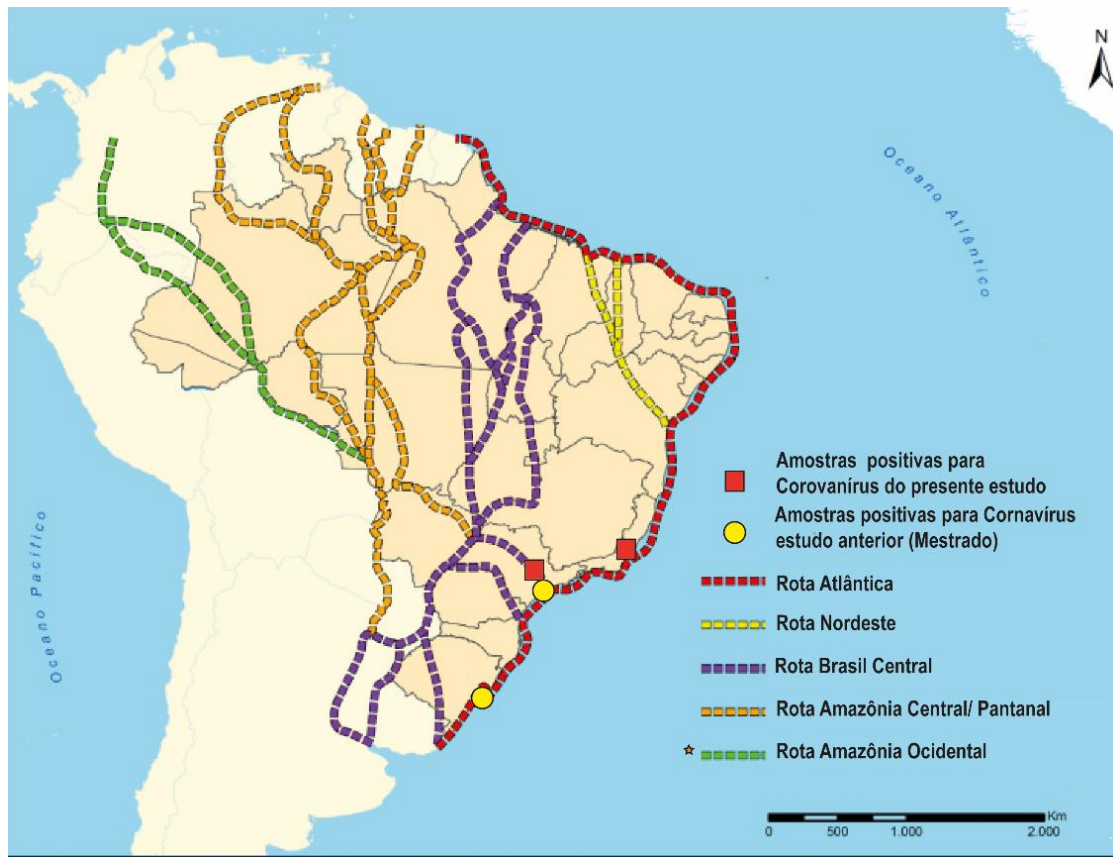 N
Oceano Atlântico
Oceano Pacífico
Amostras positivas para
Corovanírus do presente estudo
Amostras positivas para Cornavírus
estudo anterior (Mestrado)
Rota Atlântica
Rota Nordeste
Rota Brasil Central
Rota Amazônia Central/ Pantanal
Rota Amazônia Ocidental
Km
0 500 1.000 2.000